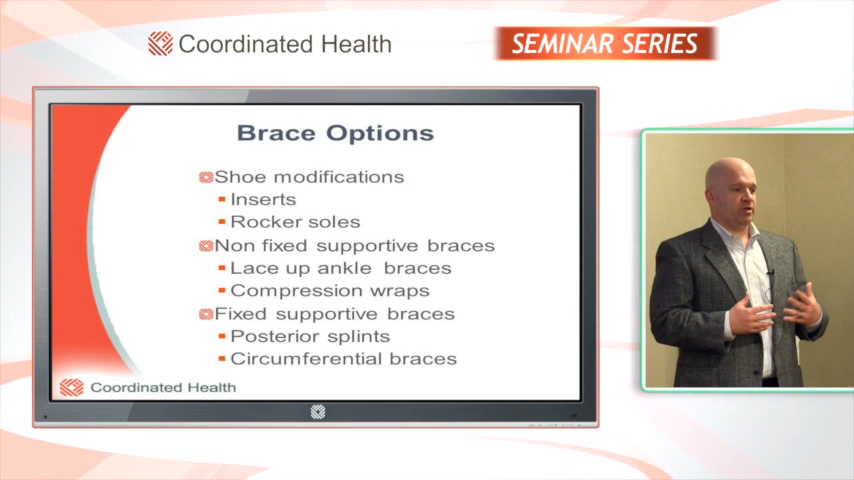 Coordinated Health
SEMINAR SERIES
Brace Options
Shoe modifications
Inserts
Rocker soles
Non fixed supportive braces
Lace up ankle braces
Compression wraps
Fixed supportive braces
Posterior splints
Circumferential braces
Coordinated Health